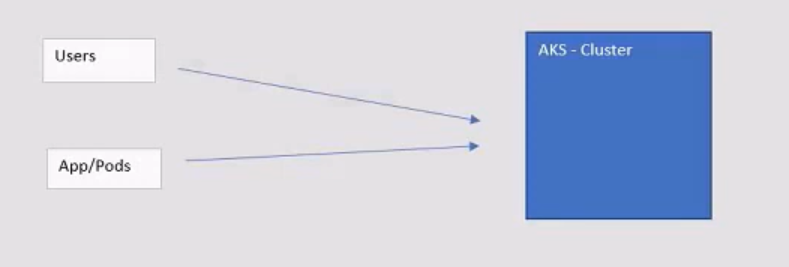 Users
AKS - Cluster
App/Pods